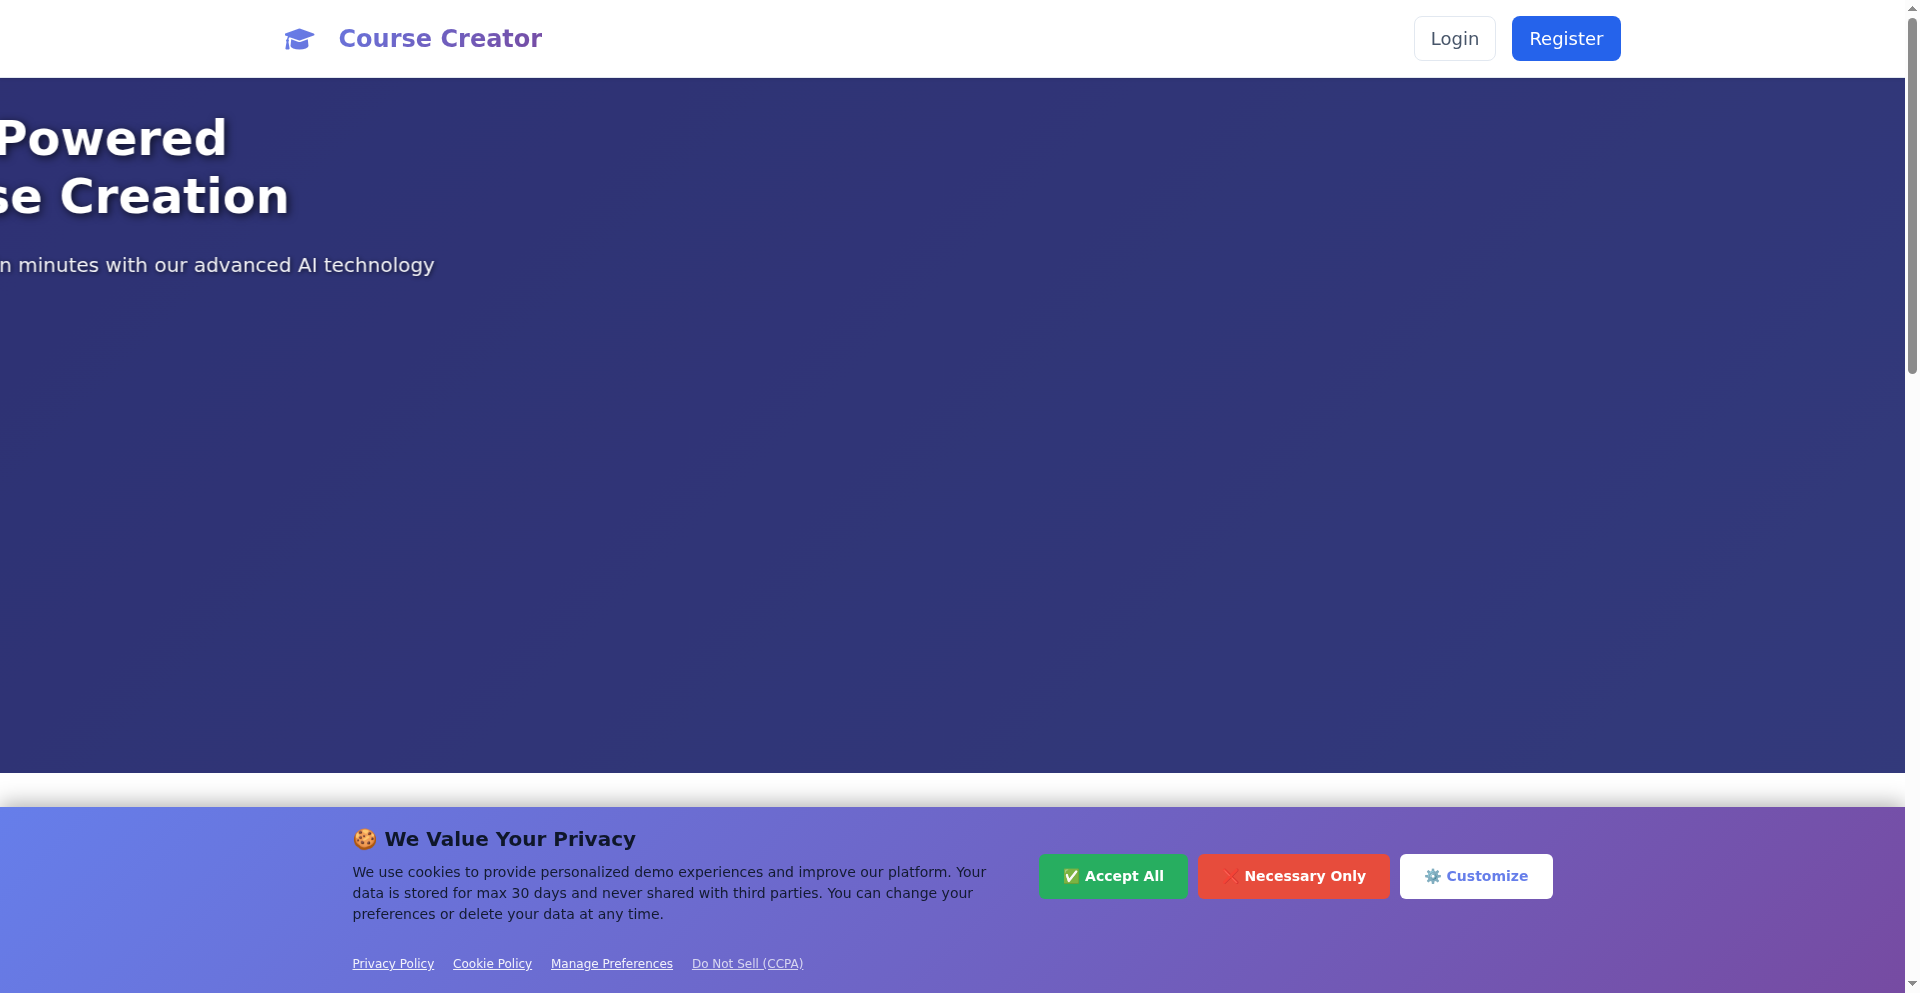 Course Creator
Login
Register
Powered
se Creation
n minutes with our advanced AI technology
🍪 We Value Your Privacy
We use cookies to provide personalized demo experiences and improve our platform. Your
data is stored for max 30 days and never shared with third parties. You can change your
preferences or delete your data at any time.
✅ Accept All
❌ Necessary Only
⚙️ Customize
Privacy Policy
Cookie Policy
Manage Preferences
Do Not Sell (CCPA)